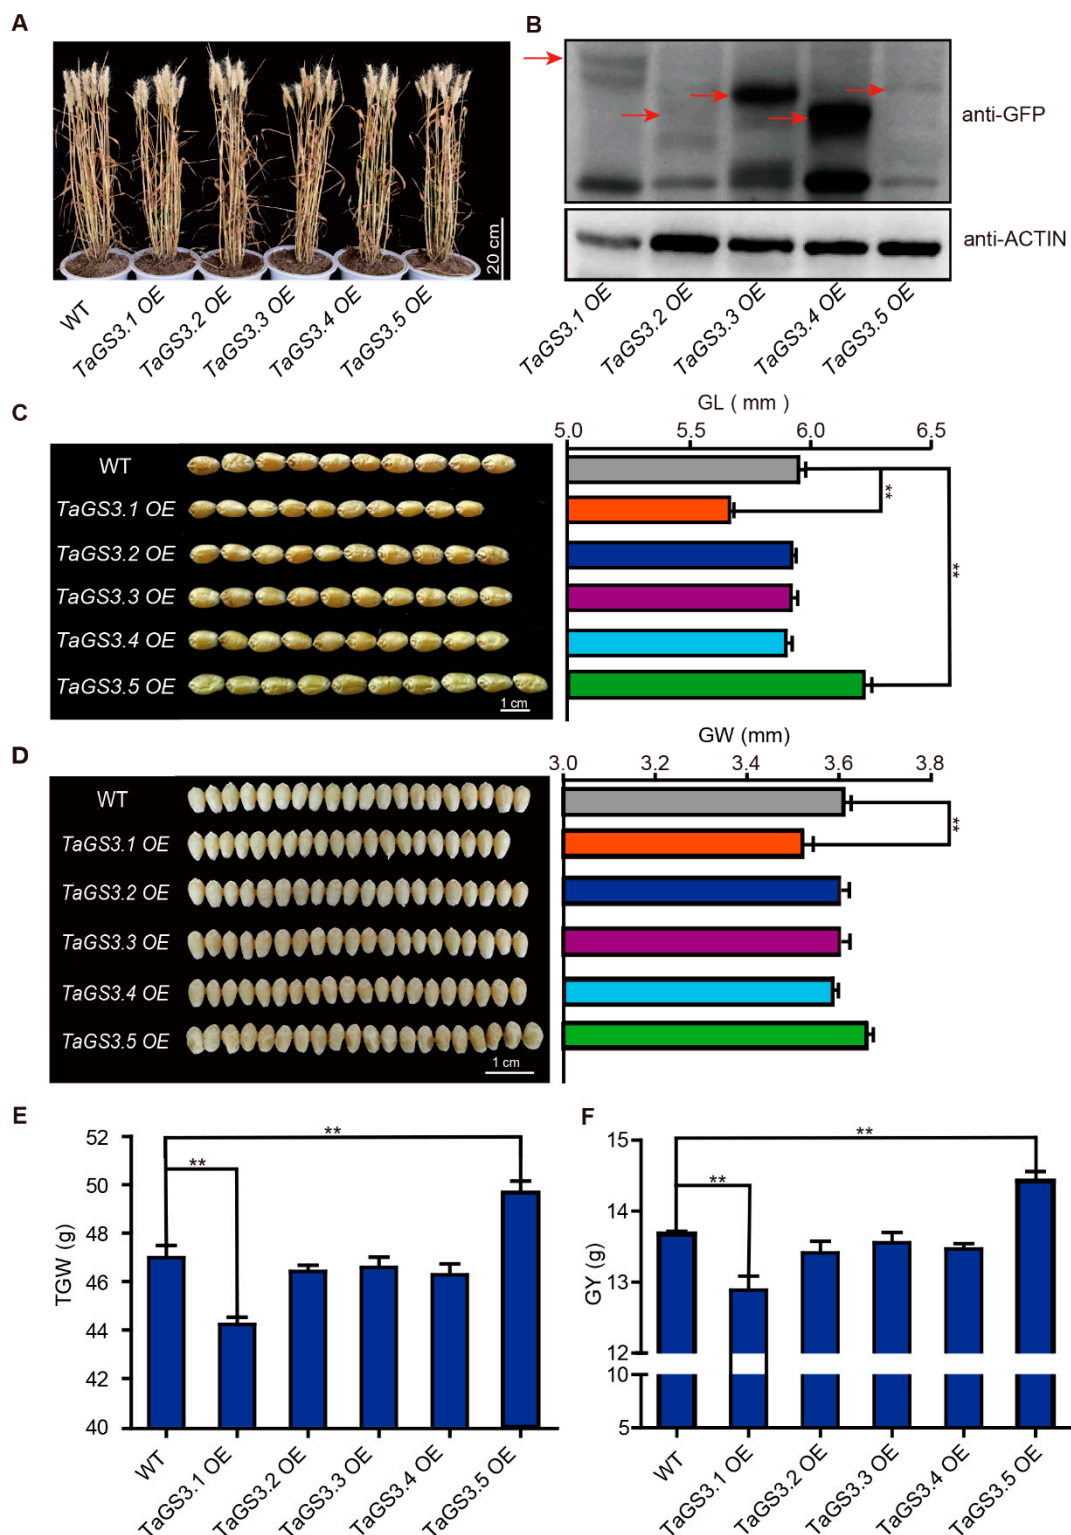 A
20 cm
WT
TaGS3.1 OE
TaGS3.2 OE
TaGS3.3 OE
TaGS3.4 OE
TaGS3.5 OE
B
anti-GFP
anti-ACTIN
TaGS3.1 OE
TaGS3.2 OE
TaGS3.3 OE
TaGS3.4 OE
TaGS3.5 OE
C
WT
TaGS3.1 OE
TaGS3.2 OE
TaGS3.3 OE
TaGS3.4 OE
TaGS3.5 OE
1 cm
GL ( mm )
5.0 5.5 6.0 6.5
**
**
D
WT
TaGS3.1 OE
TaGS3.2 OE
TaGS3.3 OE
TaGS3.4 OE
TaGS3.5 OE
1 cm
GW (mm)
3.0 3.2 3.4 3.6 3.8
**
E
TGW (g)
52
50
48
46
44
42
40
**
**
WT
TaGS3.1 OE
TaGS3.2 OE
TaGS3.3 OE
TaGS3.4 OE
TaGS3.5 OE
F
GY (g)
15
14
13
12
10
5
**
**
WT
TaGS3.1 OE
TaGS3.2 OE
TaGS3.3 OE
TaGS3.4 OE
TaGS3.5 OE